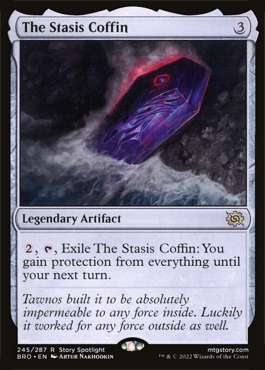 The Stasis Coffin 3
Legendary Artifact
2, , Exile The Stasis Coffin: You
gain protection from everything until
your next turn.
Tawnos built it to be absolutely
impermeable to any force inside. Luckily
it worked for any force outside as well.
245/287 R Story Spotlight mtgstory.com
BRO • EN Artur Nakhodkin ™ & © 2022 Wizards of the Coast